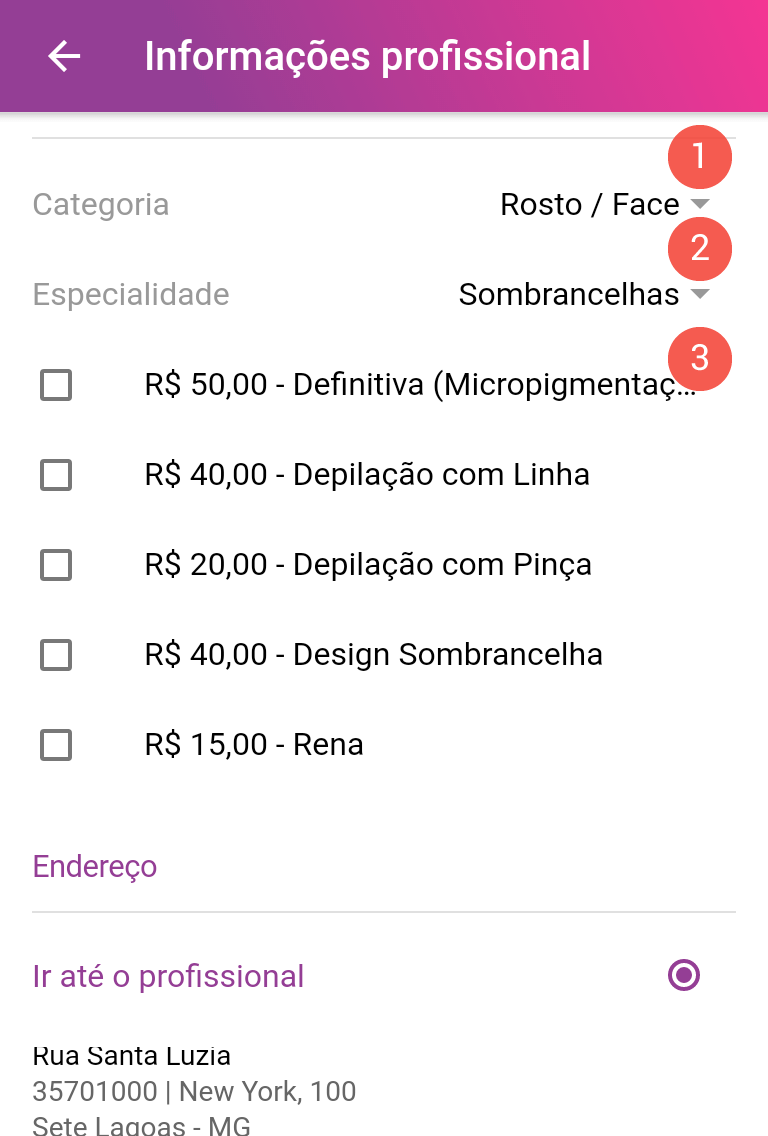 Informações profissional
1
Categoria Rosto / Face
2
Especialidade Sombrancelhas
3
R$ 50,00 - Definitiva (Micropigmentaç...
R$ 40,00 - Depilação com Linha
R$ 20,00 - Depilação com Pinça
R$ 40,00 - Design Sombrancelha
R$ 15,00 - Rena
Endereço
Ir até o profissional
Rua Santa Luzia
35701000 | New York, 100
Sete Lagoas - MG